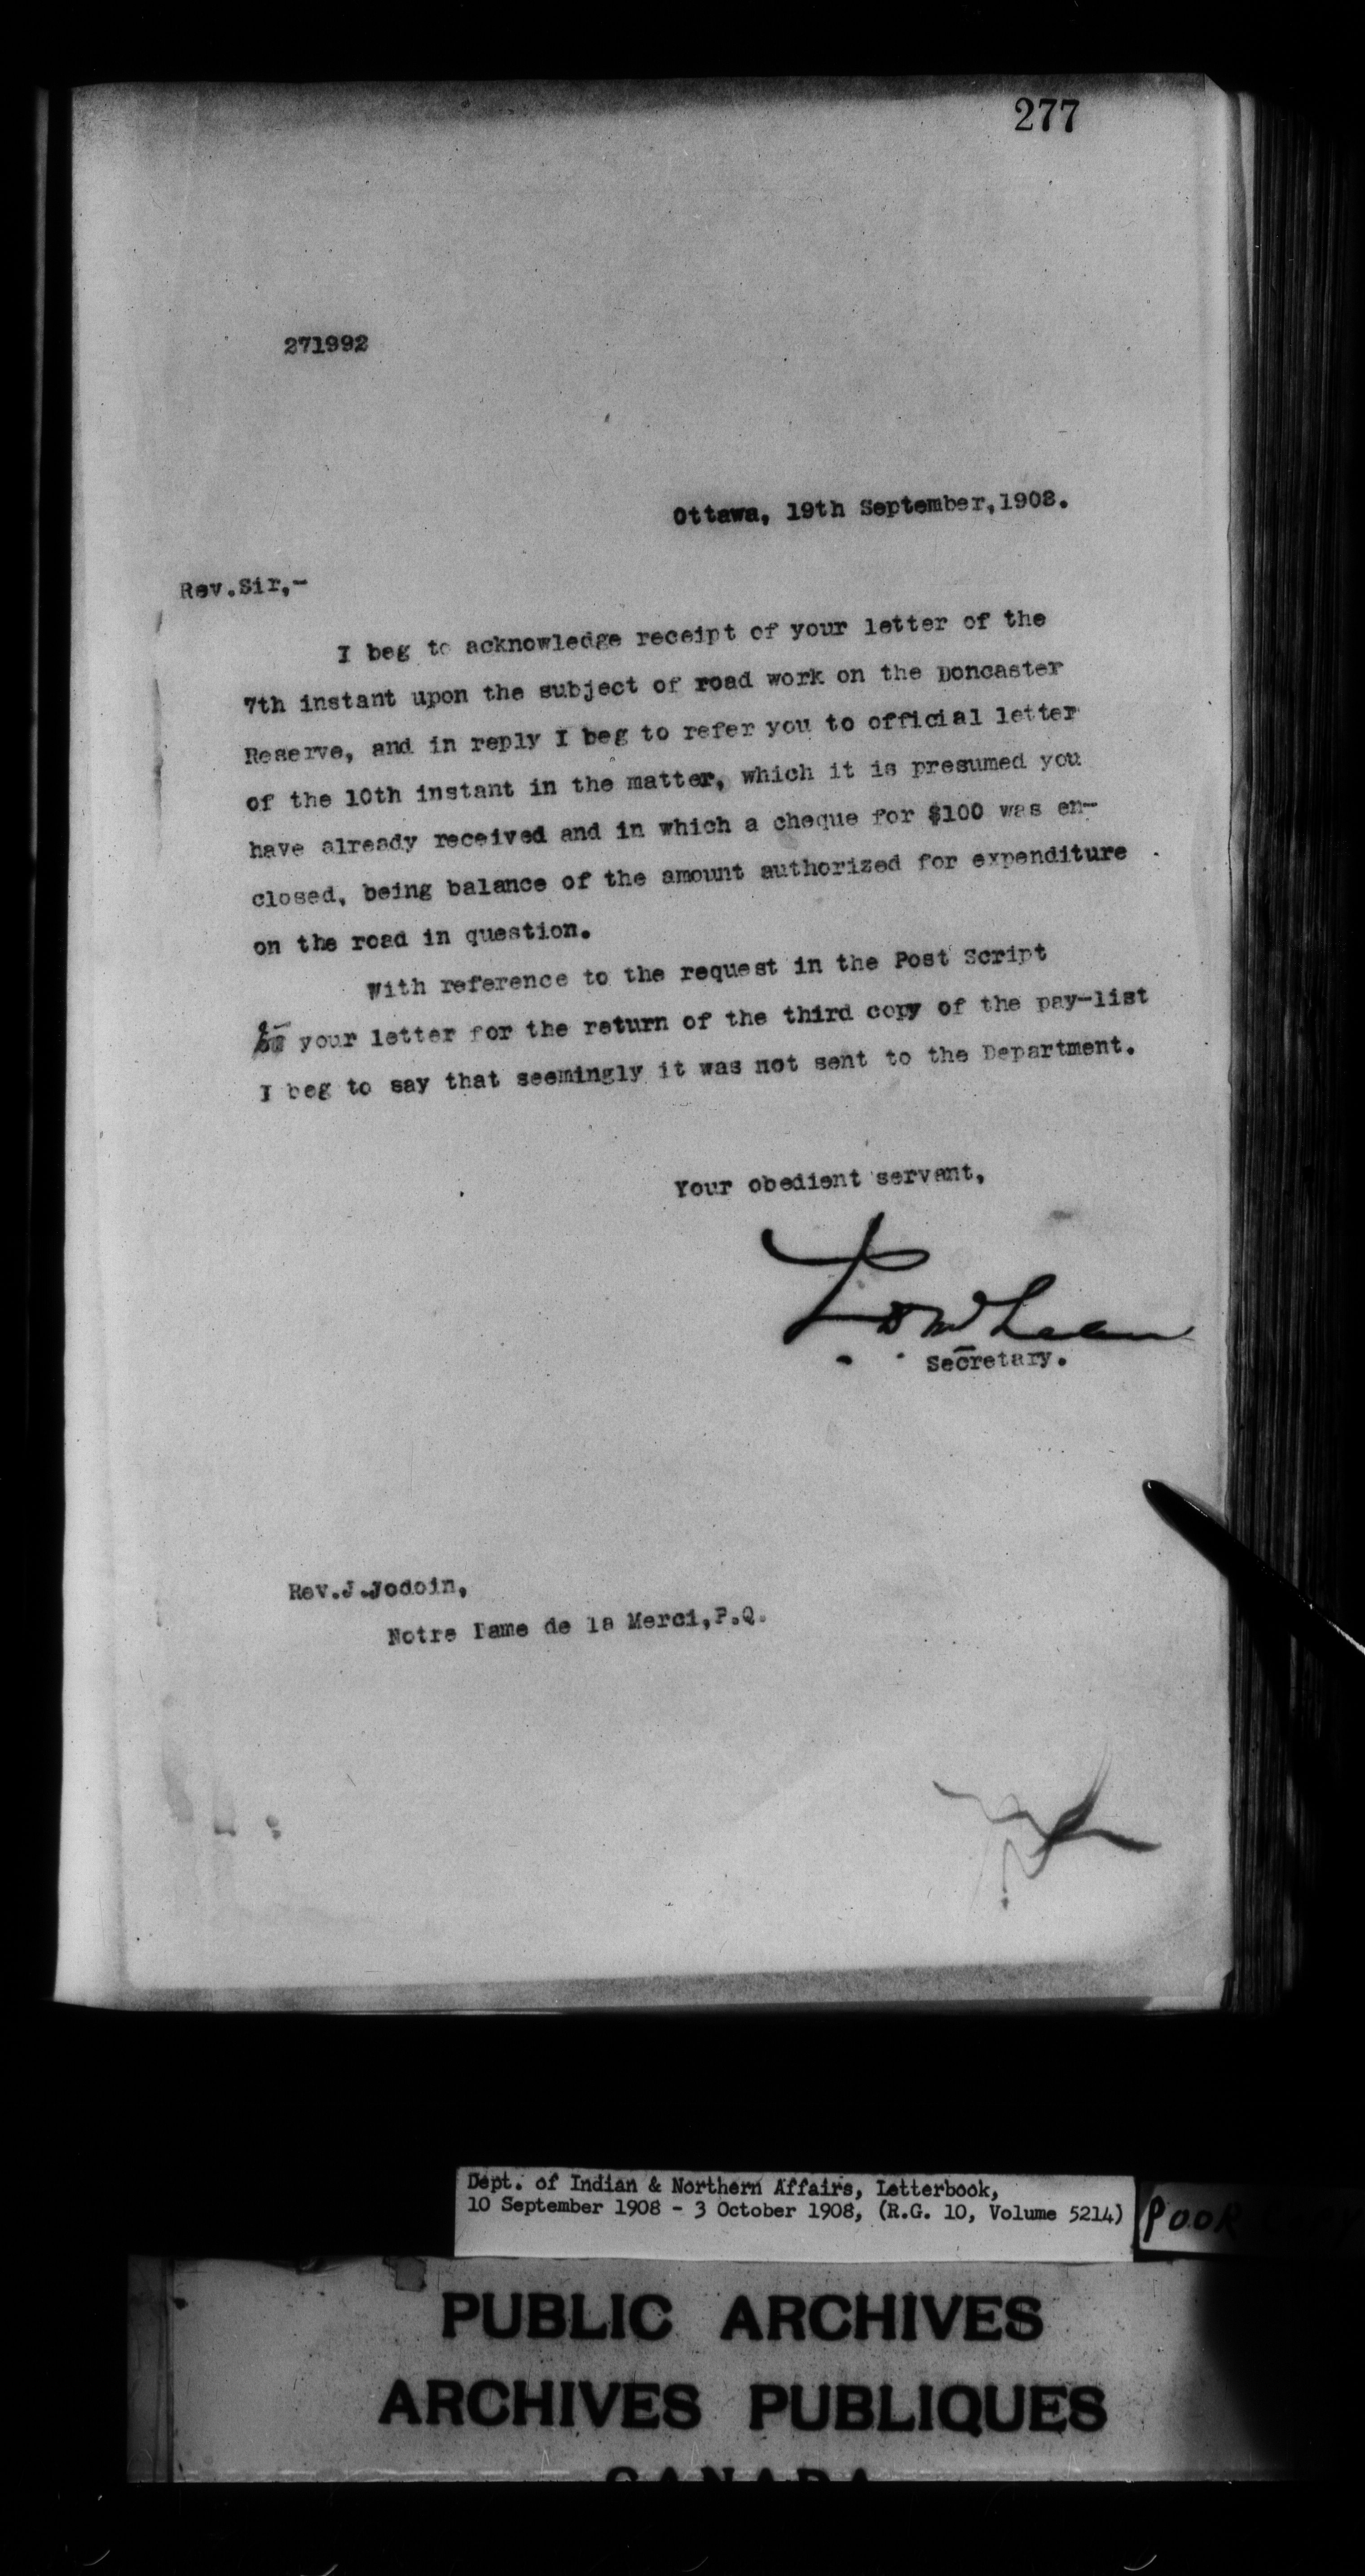 277
271992
Ottawa, 19th September,1908.
Rev.Sir,-
I beg to acknowledge receipt of your letter of the
7th instant upon the subject of road work on the Doncaster
Reserve, and in reply I beg to refer you to official letter
of the 10th instant in the matter, which it is presumed you
have already received and in which a cheque for $100 was en-
closed, being balance of the amount authorized for expenditure
on the road in question.
With reference to the request in the Post Script
your letter for the return of the third copy of the pay-list
I beg to say that seemingly it was not sent to the Department.
Your obedient servant,
Secretary.
Rev.J.Jodoin,
Notre Dame de la Merci,P.Q.
Dept. of Indian & Northern Affairs, Letterbook,
10 September 1908 - 3 October 1908, (R.G. 10, Volume 5214)
POOR COPY
PUBLIC ARCHIVES
ARCHIVES PUBLIQUES
CANADA